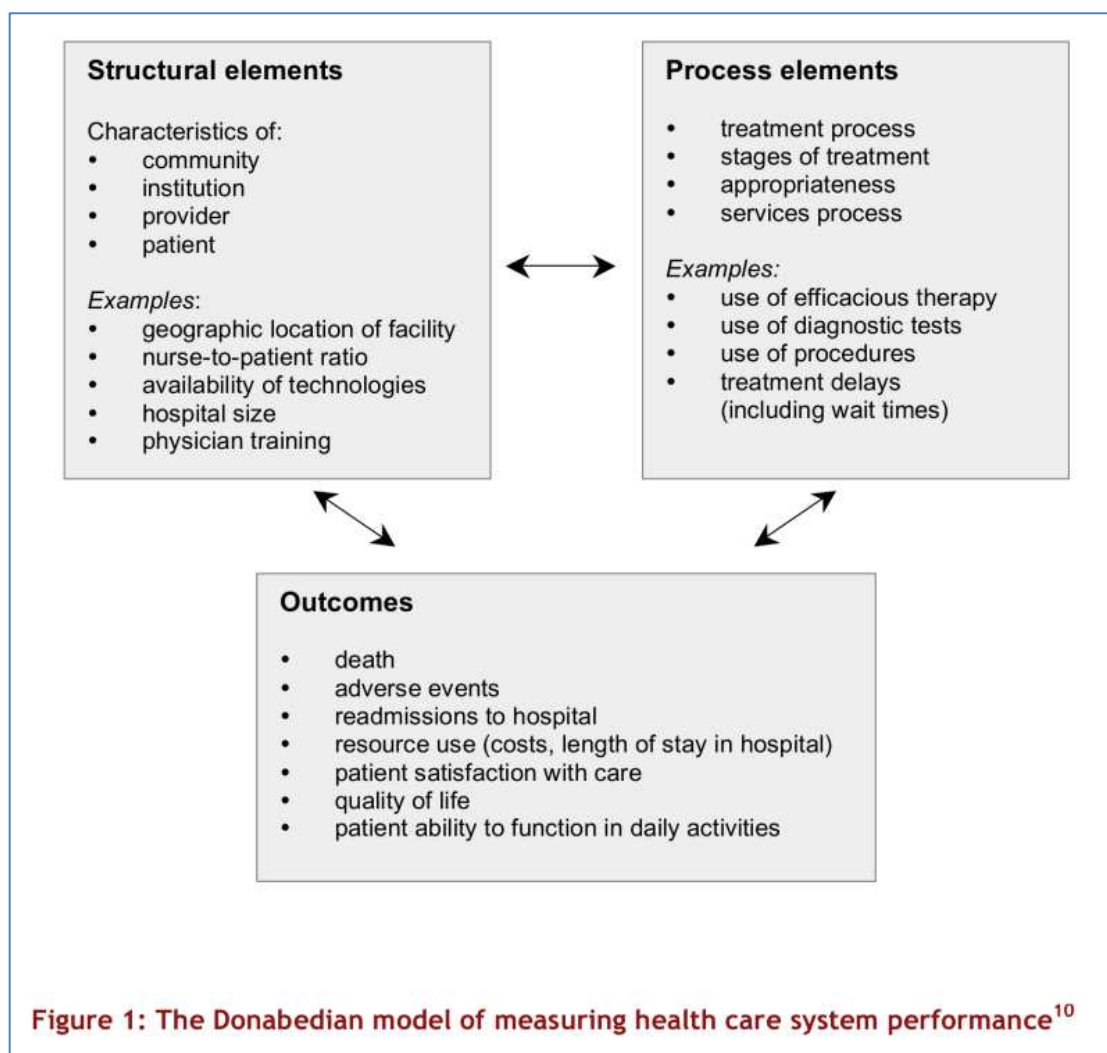 Structural elements
Characteristics of:
• community
• institution
• provider
• patient
Examples:
• geographic location of facility
• nurse-to-patient ratio
• availability of technologies
• hospital size
• physician training
Process elements
• treatment process
• stages of treatment
• appropriateness
• services process
Examples:
• use of efficacious therapy
• use of diagnostic tests
• use of procedures
• treatment delays
(including wait times)
Outcomes
• death
• adverse events
• readmissions to hospital
• resource use (costs, length of stay in hospital)
• patient satisfaction with care
• quality of life
• patient ability to function in daily activities
Figure 1: The Donabedian model of measuring health care system performance10